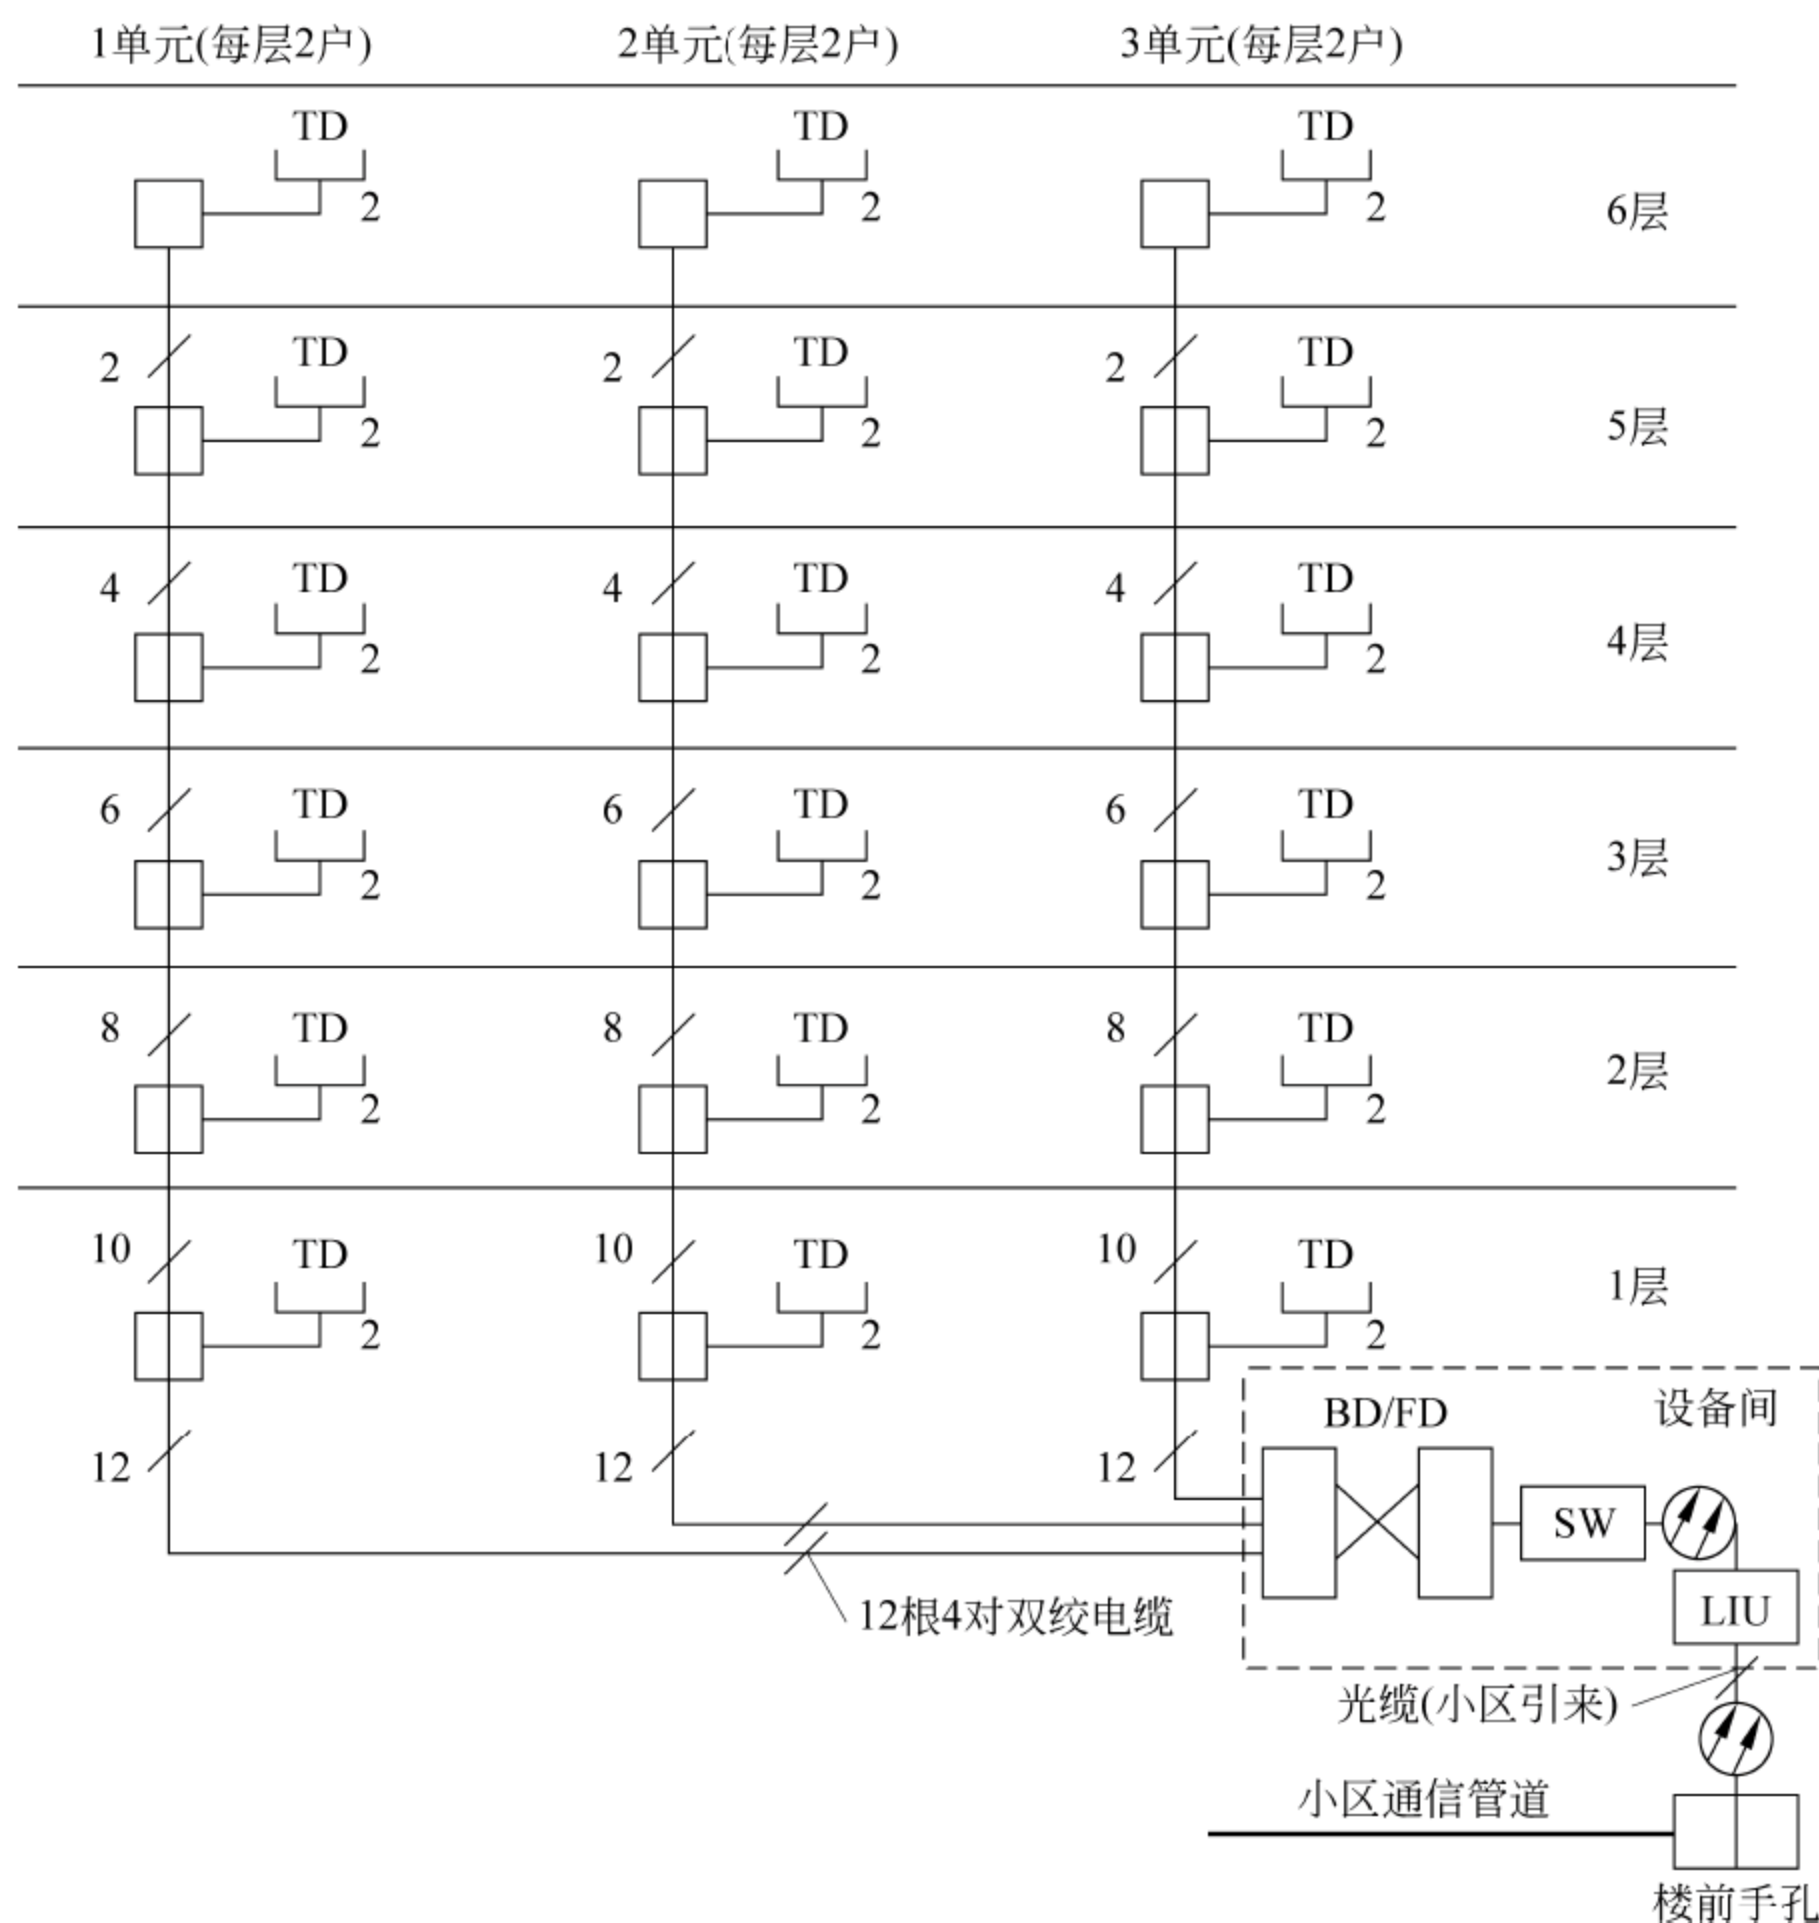 1单元(每层2户) 2单元(每层2户) 3单元(每层2户)
TD TD TD
2 2 2 6层
2 TD 2 TD 2 TD
2 2 2 5层
4 TD 4 TD 4 TD
2 2 2 4层
6 TD 6 TD 6 TD
2 2 2 3层
8 TD 8 TD 8 TD
2 2 2 2层
10 TD 10 TD 10 TD 1层
2 2 2
BD/FD 设备间
12 12 12
SW
12根4对双绞电缆 LIU
光缆(小区引来)
小区通信管道
楼前手孔